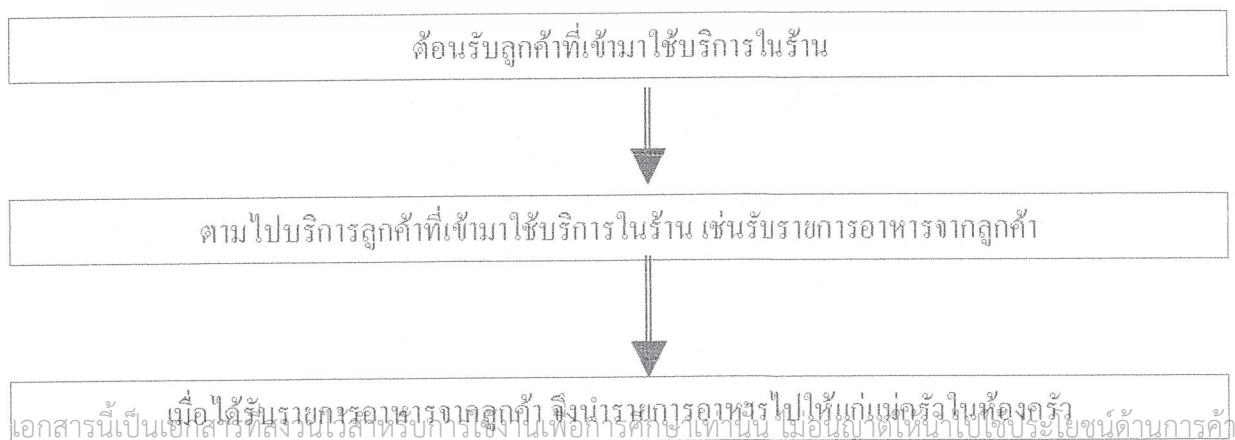 ต้อนรับลูกค้าที่เข้ามาใช้บริการในร้าน
ตามไปบริการลูกค้าที่เข้ามาใช้บริการในร้าน เช่นรับรายการอาหารจากลูกค้า
เมื่อได้รับรายการอาหารจากลูกค้า จึงนำรายการอาหารไปให้แก่แม่ครัวในห้องครัว
เอกสารนี้เป็นเอกสารที่สงวนไว้สำหรับการใช้งานเพื่อการศึกษาเท่านั้น ไม่อนุญาตให้นำไปใช้ประโยชน์ด้านการค้า